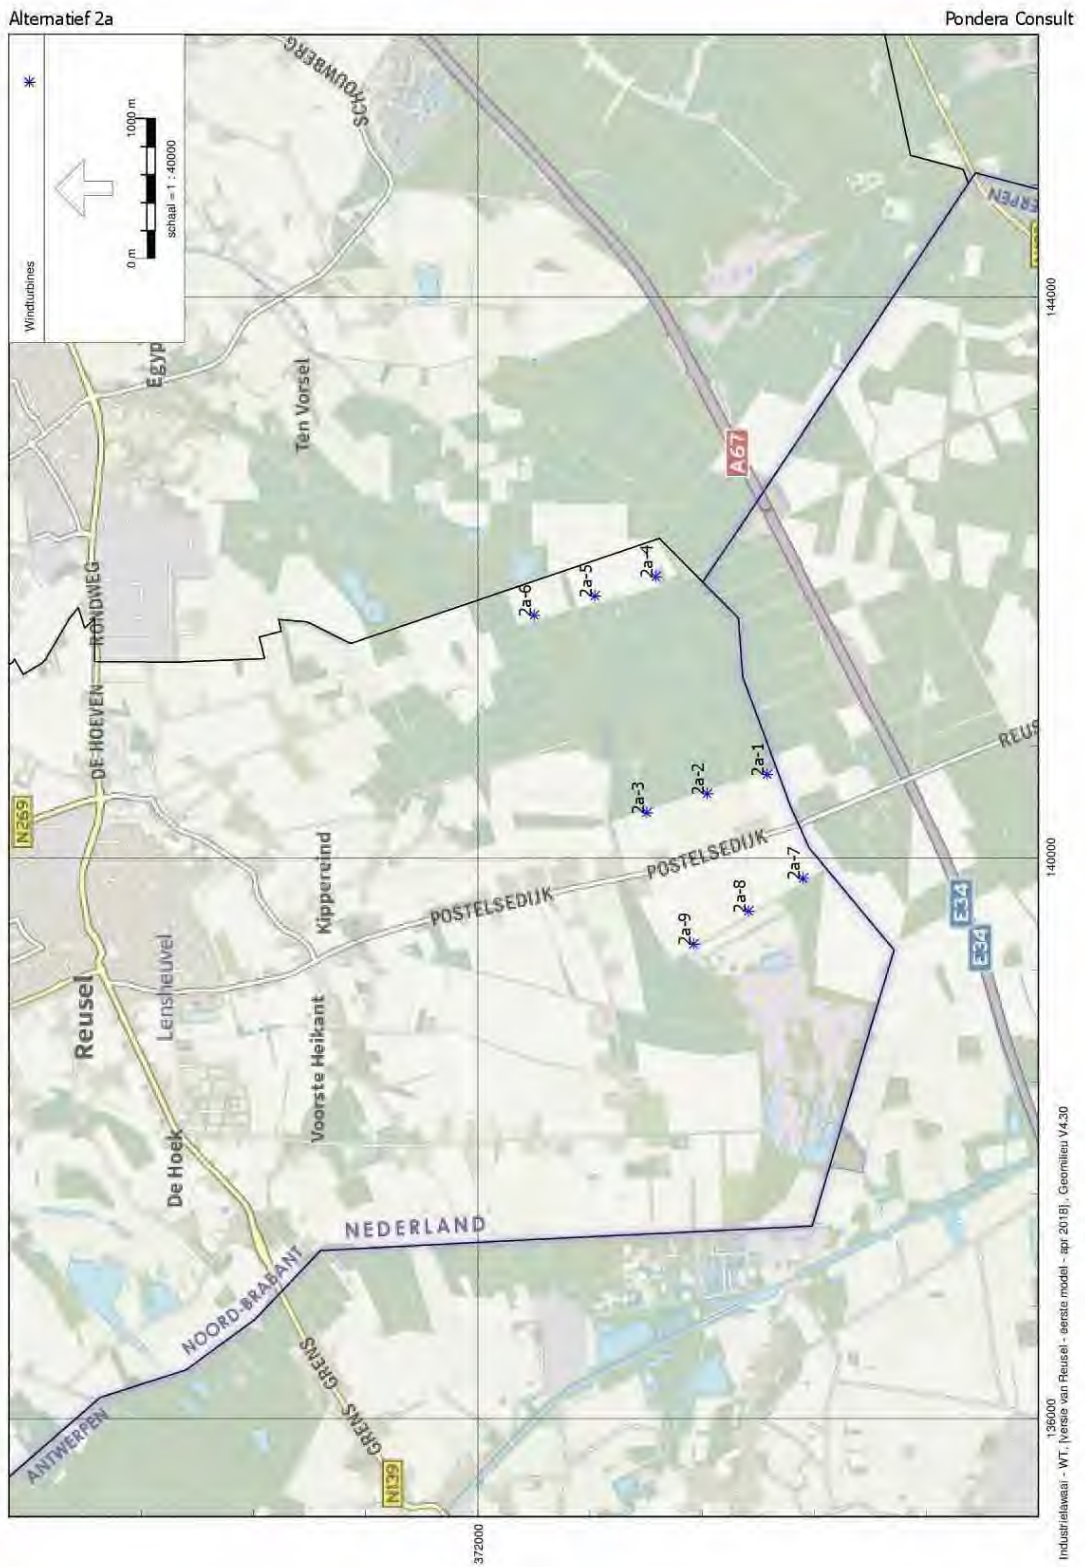 Alternatief 2a
Pondera Consult
Windturbines
0 m
1000 m
schaal = 1 : 40000
SCHOUWBERG
Egyp
Ten Vorsel
RONDWEG
DE HOEVEN
N269
Reusel
Lensheuvel
Kippereind
POSTELSEDIJK
POSTELSEDIJK
Voorste Heikant
De Hoek
NEDERLAND
NOORD-BRABANT
ANTWERPEN
GRENS
GRENS
N139
A67
E34
E34
REUS
ERPEN
2a-1
2a-2
2a-3
2a-4
2a-5
2a-6
2a-7
2a-8
2a-9
136000
140000
144000
372000
Industrielawaai - WT, [versie van Reusel - eerste model - apr 2018] , Geomilieu V4.30